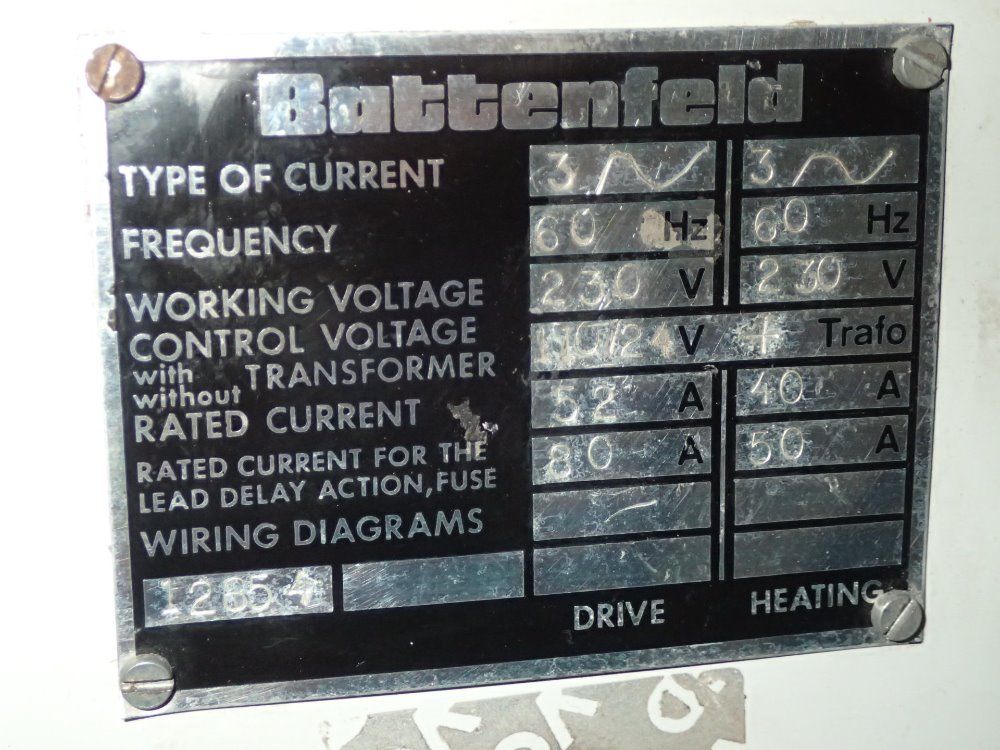 Battenfeld
TYPE OF CURRENT 3 ~ 3 ~
FREQUENCY 60 Hz 60 Hz
WORKING VOLTAGE 230 V 230 V
CONTROL VOLTAGE 110/24 V + Trafo
with TRANSFORMER
without
RATED CURRENT 52 A 40 A
RATED CURRENT FOR THE 80 A 50 A
LEAD DELAY ACTION, FUSE
WIRING DIAGRAMS
12854
DRIVE HEATING